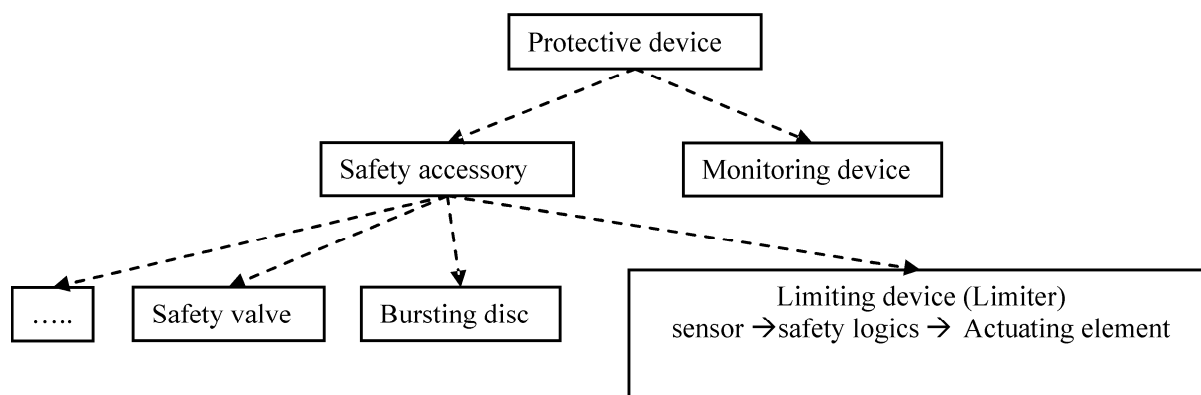 Protective device
Safety accessory
Monitoring device
.....
Safety valve
Bursting disc
Limiting device (Limiter)
sensor →safety logics → Actuating element